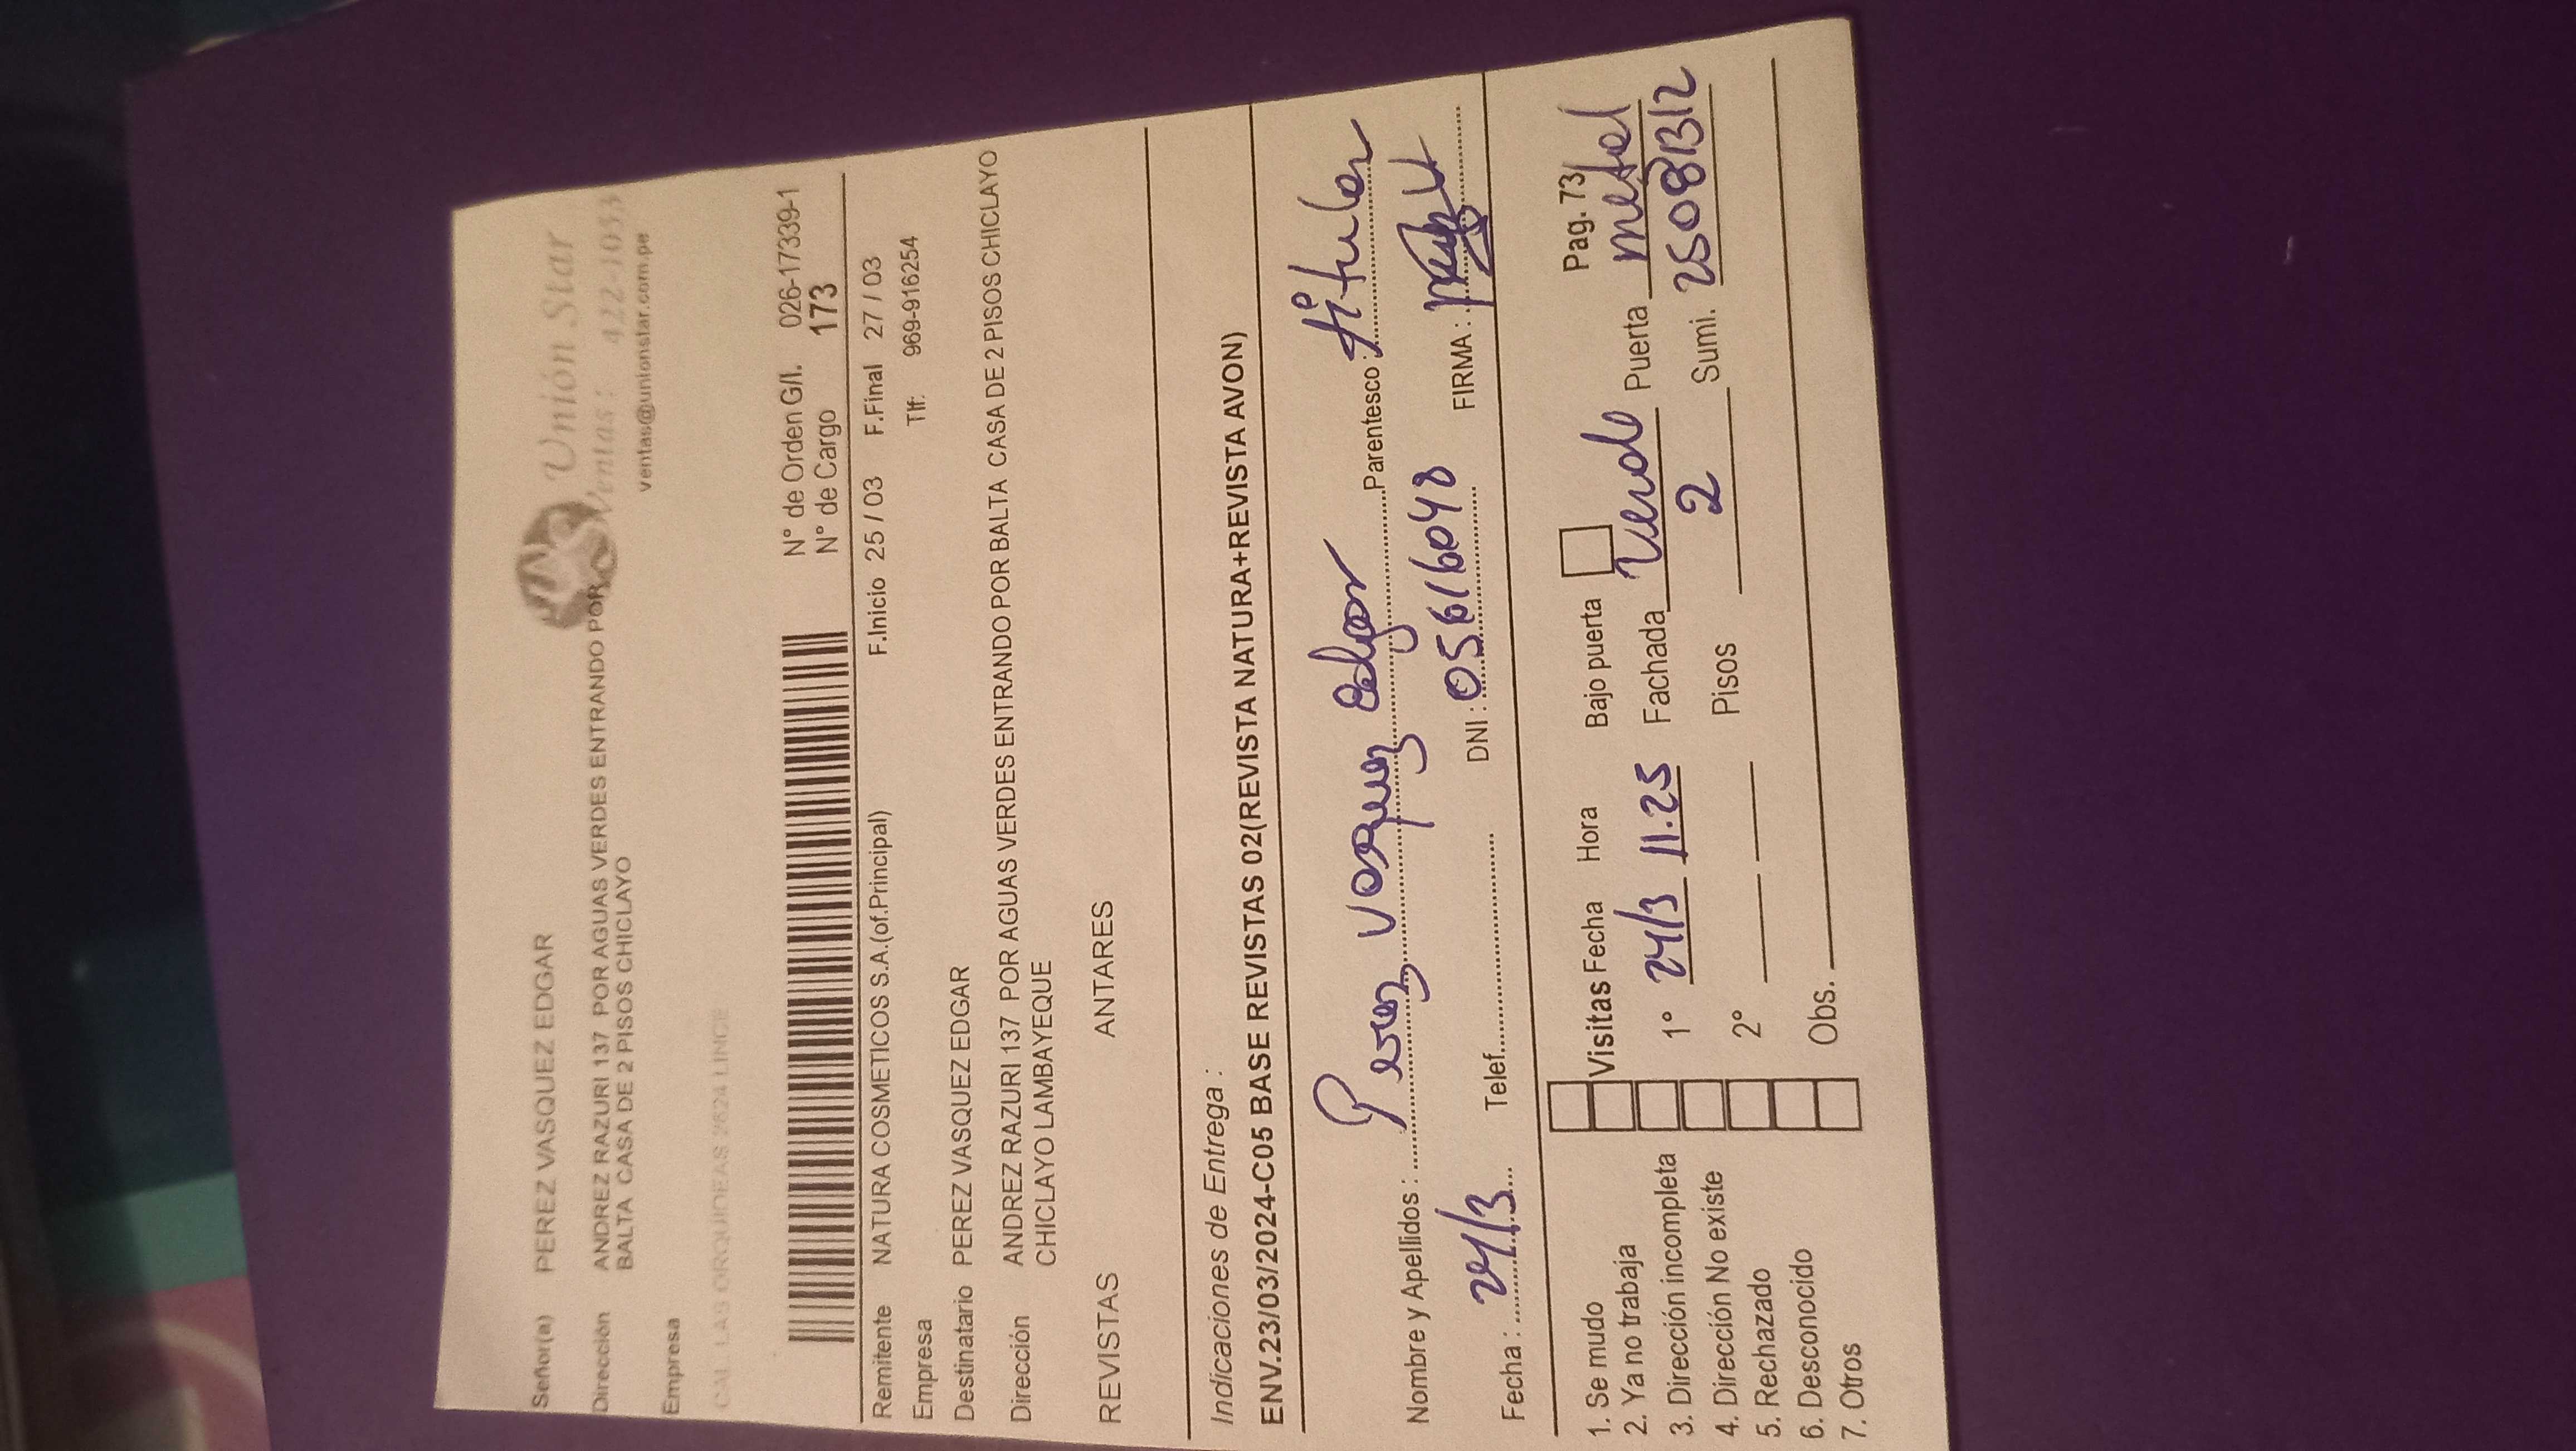 Unión Star
Ventas : 422-1033
ventas@unionstar.com.pe
Señor(a) PEREZ VASQUEZ EDGAR
Dirección ANDREZ RAZURI 137 POR AGUAS VERDES ENTRANDO POR
BALTA CASA DE 2 PISOS CHICLAYO
Empresa
CAL. LAS ORQUIDEAS 2624 LINCE
N° de Orden G/I. 026-17339-1
N° de Cargo 173
Remitente NATURA COSMETICOS S.A.(of.Principal) F.Inicio 25 / 03 F.Final 27 / 03
Empresa Tlf: 969-916254
Destinatario PEREZ VASQUEZ EDGAR
Dirección ANDREZ RAZURI 137 POR AGUAS VERDES ENTRANDO POR BALTA CASA DE 2 PISOS CHICLAYO
CHICLAYO LAMBAYEQUE
REVISTAS ANTARES
Indicaciones de Entrega :
ENV.23/03/2024-C05 BASE REVISTAS 02(REVISTA NATURA+REVISTA AVON)
Nombre y Apellidos : Perez Vasquez Edgar Parentesco : titular
Fecha : 24/3 Telef. DNI : 05616048 FIRMA :
1. Se mudo
2. Ya no trabaja
3. Dirección incompleta
4. Dirección No existe
5. Rechazado
6. Desconocido
7. Otros
Visitas Fecha Hora Bajo puerta Pag. 73/
1° 24/3 11.25 Fachada Verde Puerta metal
2° Pisos 2 Sumi. 25081312
Obs.